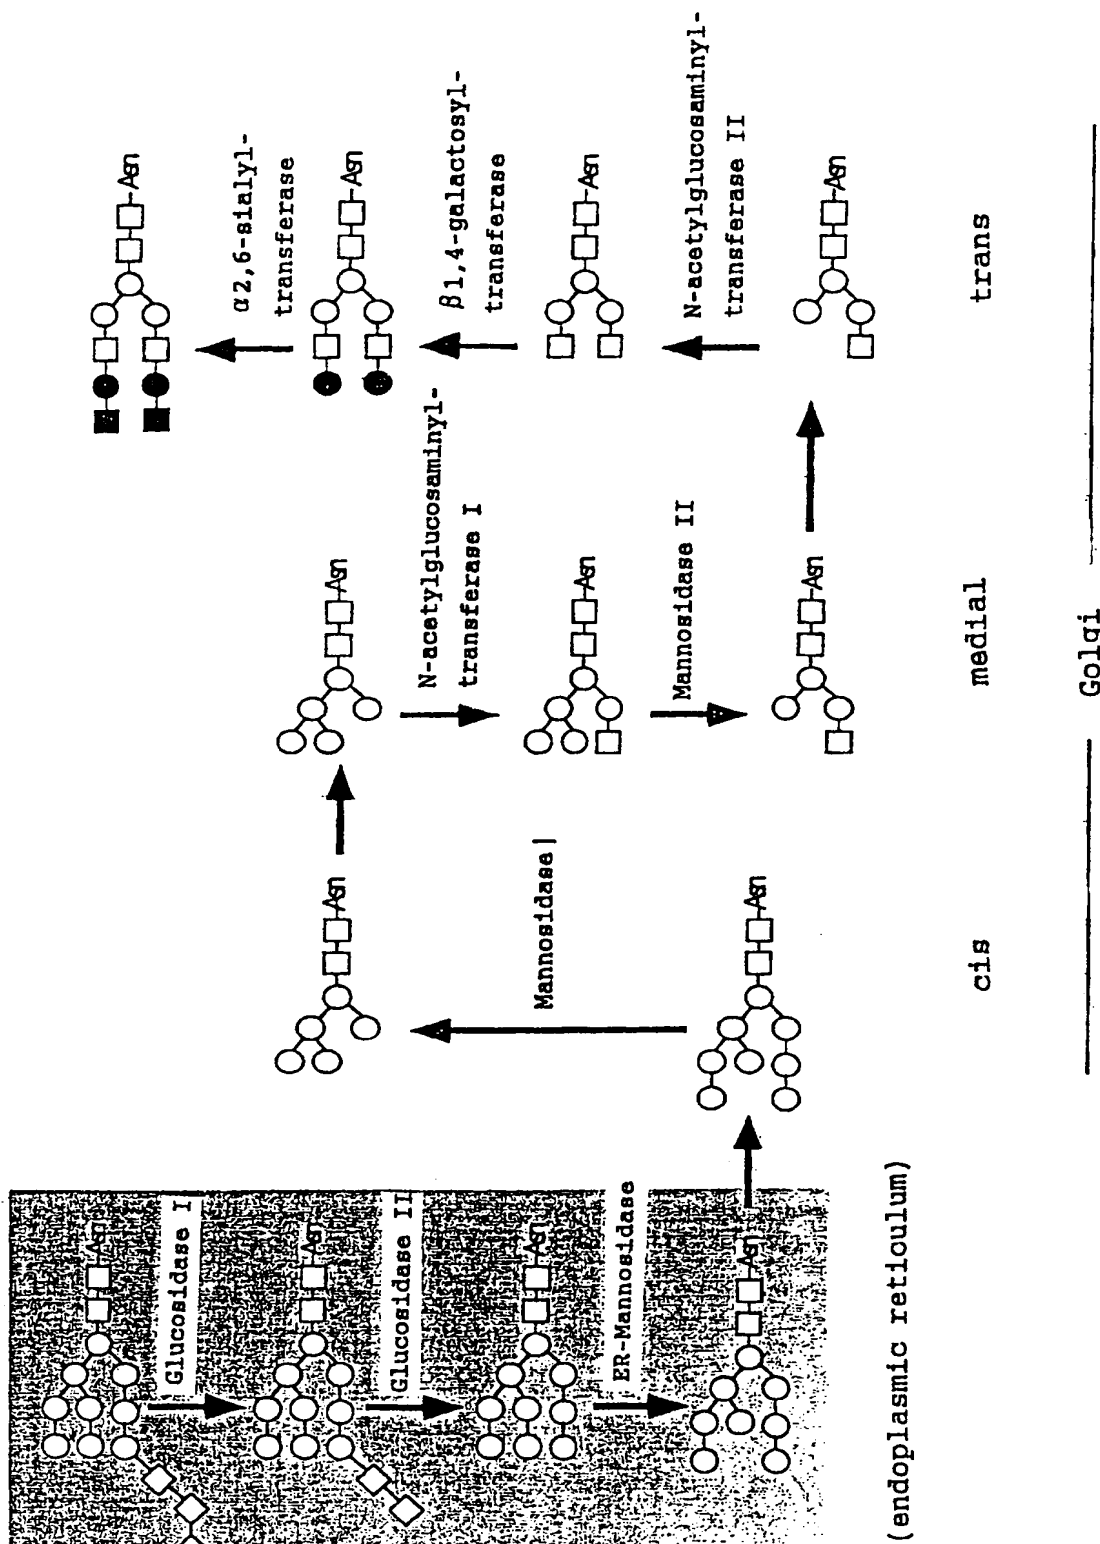 Asn
Glucosidase I
Asn
Glucosidase II
Asn
ER-Mannosidase
Asn
(endoplasmic retioulum)
Asn
Mannosidase I
Asn
cis
Asn
N-acetylglucosaminyl-
transferase I
Asn
Mannosidase II
Asn
medial
Asn
N-acetylglucosaminyl-
transferase II
Asn
β1,4-galactosyl-
transferase
Asn
α2,6-sialyl-
transferase
Asn
trans
Golgi